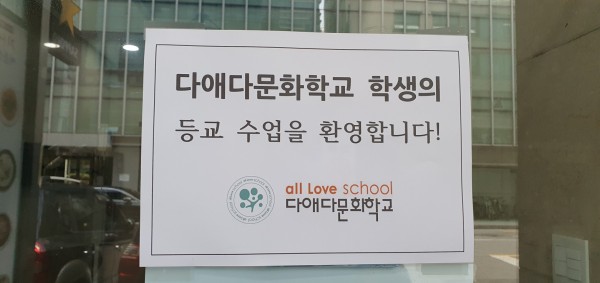 다애다문화학교 학생의
등교 수업을 환영합니다!
all Love school
다애다문화학교